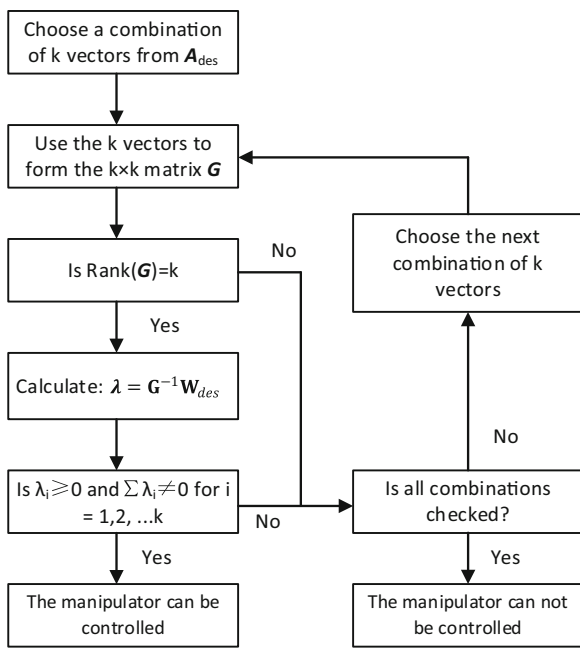 Choose a combination
of k vectors from A_des
Use the k vectors to
form the k×k matrix G
Is Rank(G)=k
No
Yes
Calculate: λ = G⁻¹W_des
Is λᵢ⩾0 and ∑ λᵢ≠0 for i
= 1,2, ...k
No
Yes
The manipulator can be
controlled
Choose the next
combination of k
vectors
No
Is all combinations
checked?
Yes
The manipulator can not
be controlled